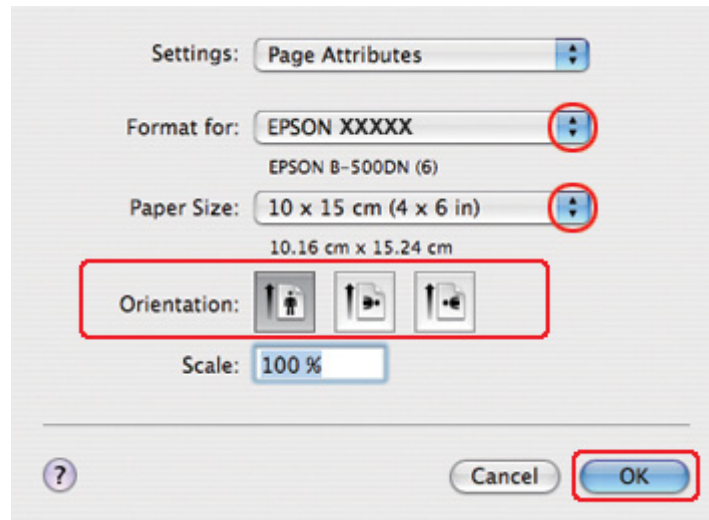 Settings: Page Attributes
Format for: EPSON XXXXX
EPSON B-500DN (6)
Paper Size: 10 x 15 cm (4 x 6 in)
10.16 cm x 15.24 cm
Orientation:
Scale: 100 %
? Cancel OK